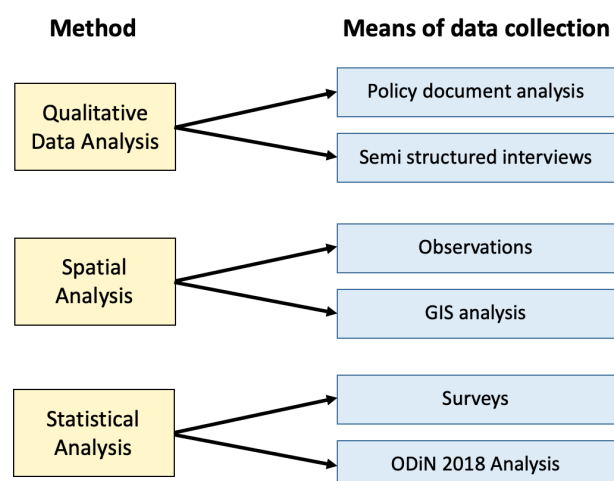 Method
Means of data collection
Qualitative
Data Analysis
Policy document analysis
Semi structured interviews
Spatial
Analysis
Observations
GIS analysis
Statistical
Analysis
Surveys
ODiN 2018 Analysis